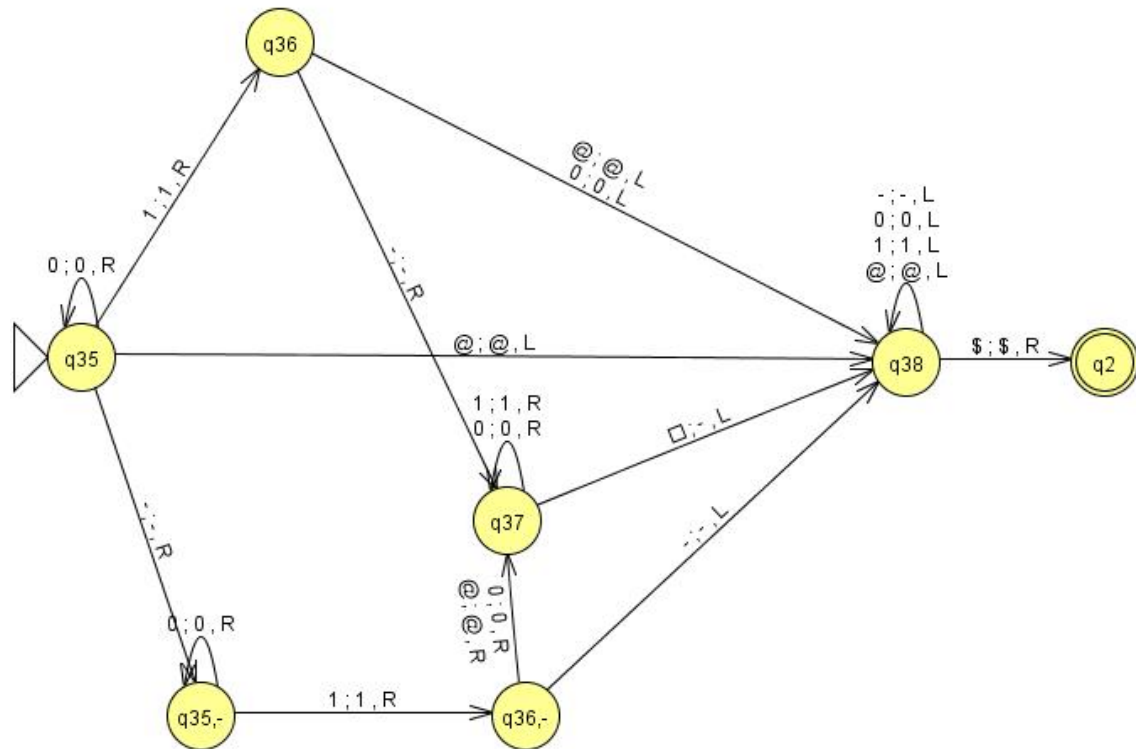 q36
@;@,L
0;0,L
1;1,R
-;-,R
-;-,L
0;0,L
1;1,L
@;@,L
0;0,R
q35
@;@,L
q38
$;$,R
q2
1;1,R
0;0,R
□;-,L
q37
-;-,R
-;-,L
0;0,R
@;@,R
0;0,R
q35,-
1;1,R
q36,-